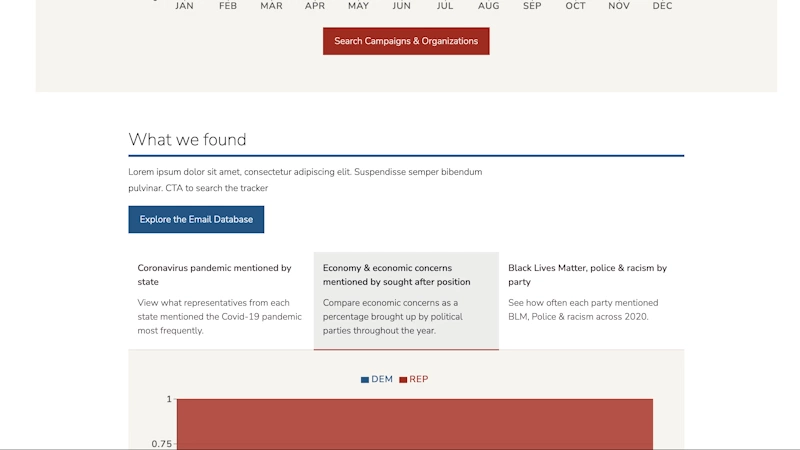 JAN FEB MAR APR MAY JUN JUL AUG SEP OCT NOV DEC
Search Campaigns & Organizations
What we found
Lorem ipsum dolor sit amet, consectetur adipiscing elit. Suspendisse semper bibendum
pulvinar. CTA to search the tracker
Explore the Email Database
Coronavirus pandemic mentioned by
state
View what representatives from each
state mentioned the Covid-19 pandemic
most frequently.
Economy & economic concerns
mentioned by sought after position
Compare economic concerns as a
percentage brought up by political
parties throughout the year.
Black Lives Matter, police & racism by
party
See how often each party mentioned
BLM, Police & racism across 2020.
DEM REP
1
0.75